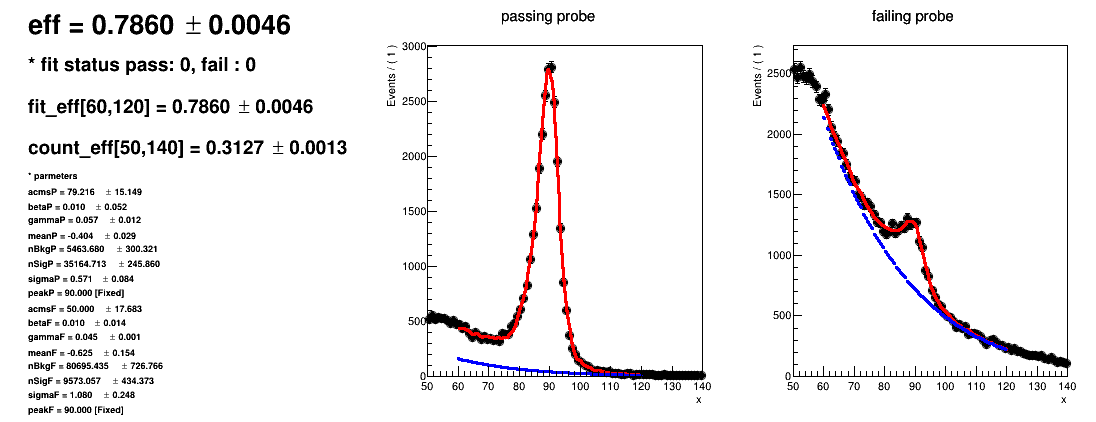 eff = 0.7860 ± 0.0046
* fit status pass: 0, fail : 0
fit_eff[60,120] = 0.7860 ± 0.0046
count_eff[50,140] = 0.3127 ± 0.0013
* parmeters
acmsP = 79.216 ± 15.149
betaP = 0.010 ± 0.052
gammaP = 0.057 ± 0.012
meanP = -0.404 ± 0.029
nBkgP = 5463.680 ± 300.321
nSigP = 35164.713 ± 245.860
sigmaP = 0.571 ± 0.084
peakP = 90.000 [Fixed]
acmsF = 50.000 ± 17.683
betaF = 0.010 ± 0.014
gammaF = 0.045 ± 0.001
meanF = -0.625 ± 0.154
nBkgF = 80695.435 ± 726.766
nSigF = 9573.057 ± 434.373
sigmaF = 1.080 ± 0.248
peakF = 90.000 [Fixed]
passing probe
Events / ( 1 )
3000
2500
2000
1500
1000
500
0
50 60 70 80 90 100 110 120 130 140
x
failing probe
Events / ( 1 )
2500
2000
1500
1000
500
0
50 60 70 80 90 100 110 120 130 140
x